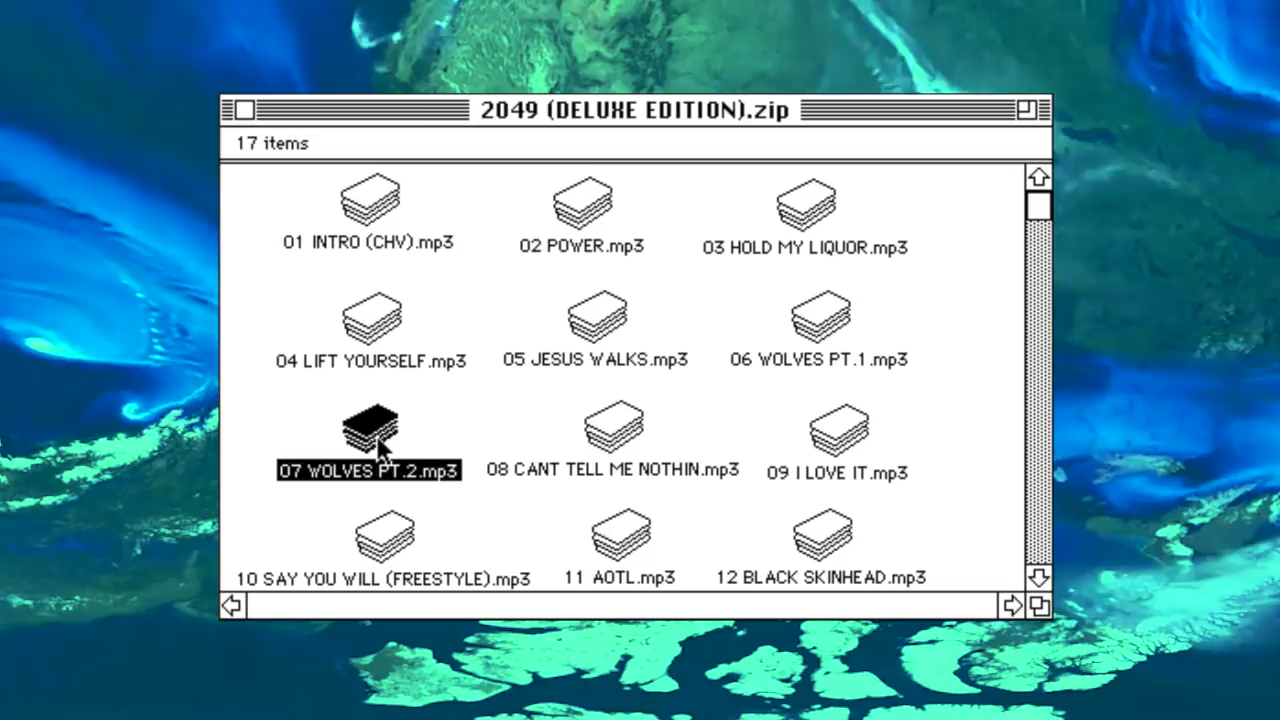 2049 (DELUXE EDITION).zip
17 items
01 INTRO (CHV).mp3
02 POWER.mp3
03 HOLD MY LIQUOR.mp3
04 LIFT YOURSELF.mp3
05 JESUS WALKS.mp3
06 WOLVES PT.1.mp3
07 WOLVES PT.2.mp3
08 CANT TELL ME NOTHIN.mp3
09 I LOVE IT.mp3
10 SAY YOU WILL (FREESTYLE).mp3
11 AOTL.mp3
12 BLACK SKINHEAD.mp3